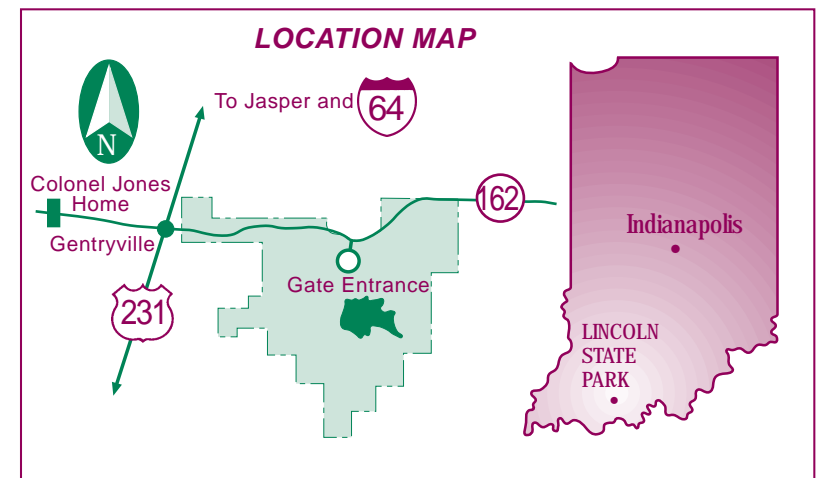 LOCATION MAP
To Jasper and
64
N
Colonel Jones
Home
162
Gentryville
Gate Entrance
231
Indianapolis
LINCOLN
STATE
PARK